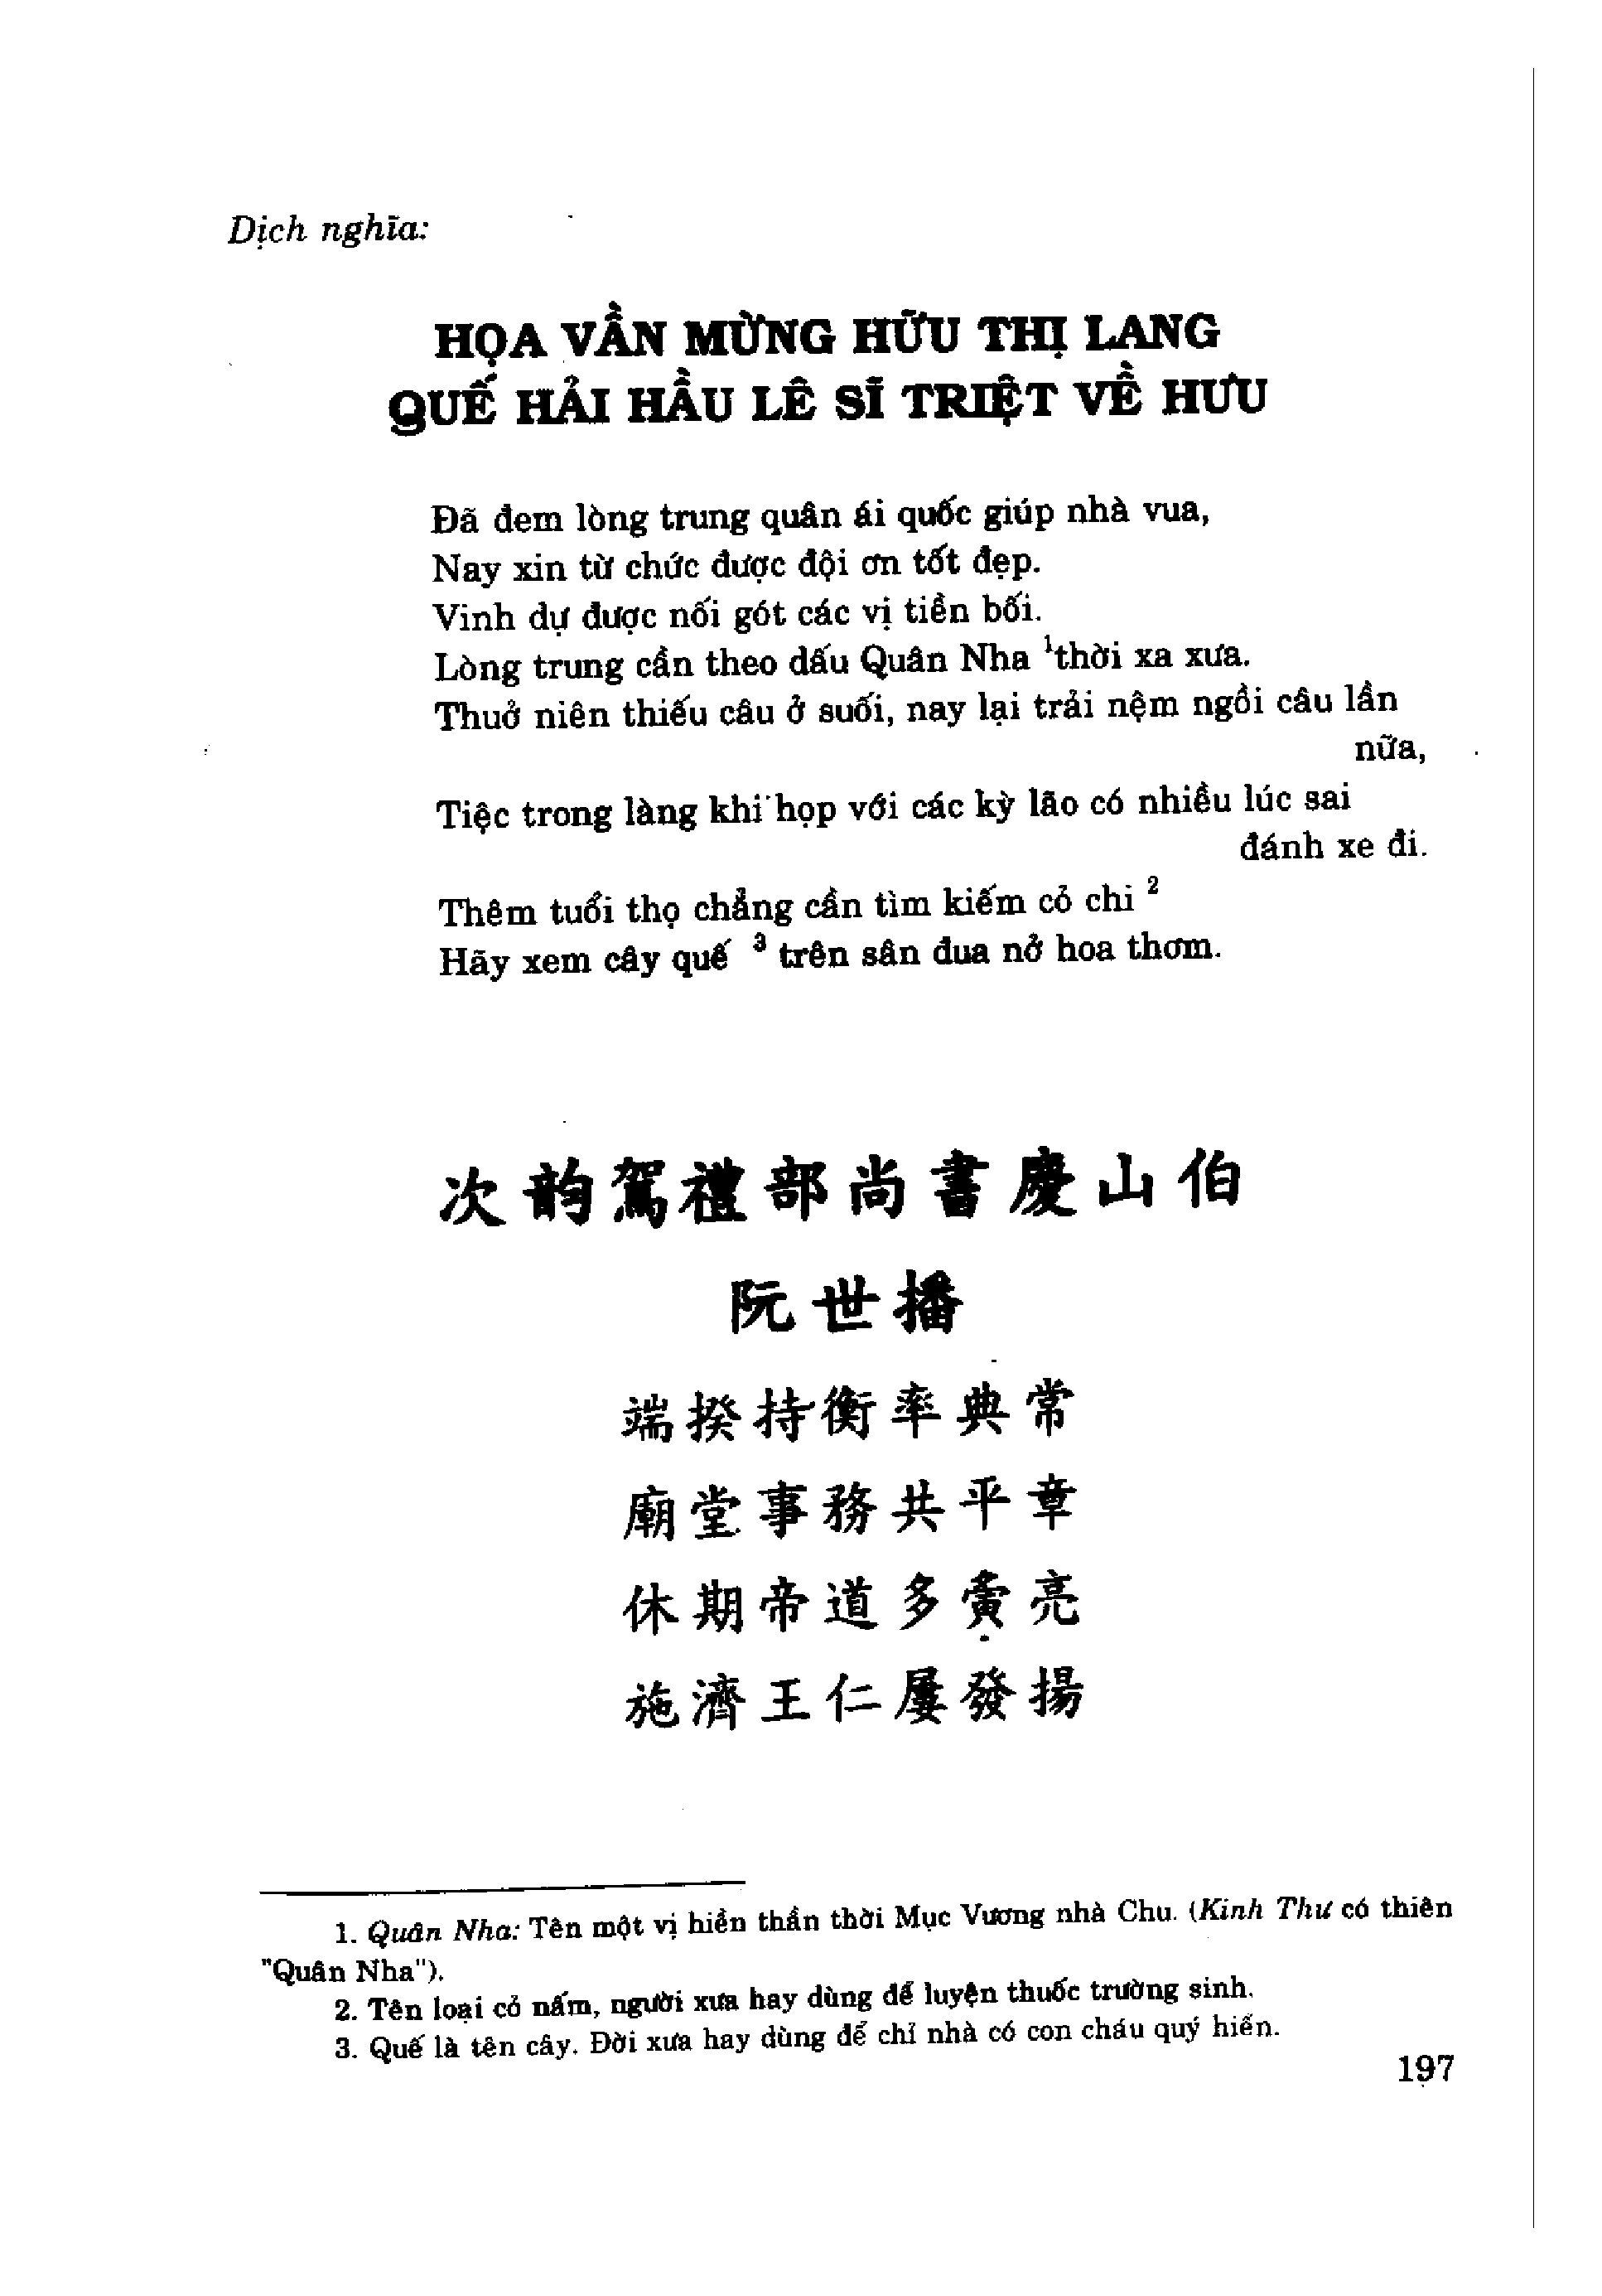 Dịch nghĩa:
HỌA VẦN MỪNG HỮU THỊ LANG
QUẾ HẢI HẦU LÊ SĨ TRIỆT VỀ HƯU
Đã đem lòng trung quân ái quốc giúp nhà vua,
Nay xin từ chức được đội ơn tốt đẹp.
Vinh dự được nối gót các vị tiền bối.
Lòng trung cần theo dấu Quân Nha ¹thời xa xưa.
Thuở niên thiếu câu ở suối, nay lại trải nệm ngồi câu lần
nữa,
Tiệc trong làng khi họp với các kỳ lão có nhiều lúc sai
đánh xe đi.
Thêm tuổi thọ chẳng cần tìm kiếm cỏ chi ²
Hãy xem cây quế ³ trên sân đua nở hoa thơm.
次韵駕禮部尚書慶山伯
阮世播
端揆持衡率典常
廟堂事務共平章
休期帝道多寅亮
施濟王仁屢發揚
1. Quân Nha: Tên một vị hiền thần thời Mục Vương nhà Chu. (Kinh Thư có thiên
"Quân Nha").
2. Tên loại cỏ nấm, người xưa hay dùng để luyện thuốc trường sinh.
3. Quế là tên cây. Đời xưa hay dùng để chỉ nhà có con cháu quý hiển.
197